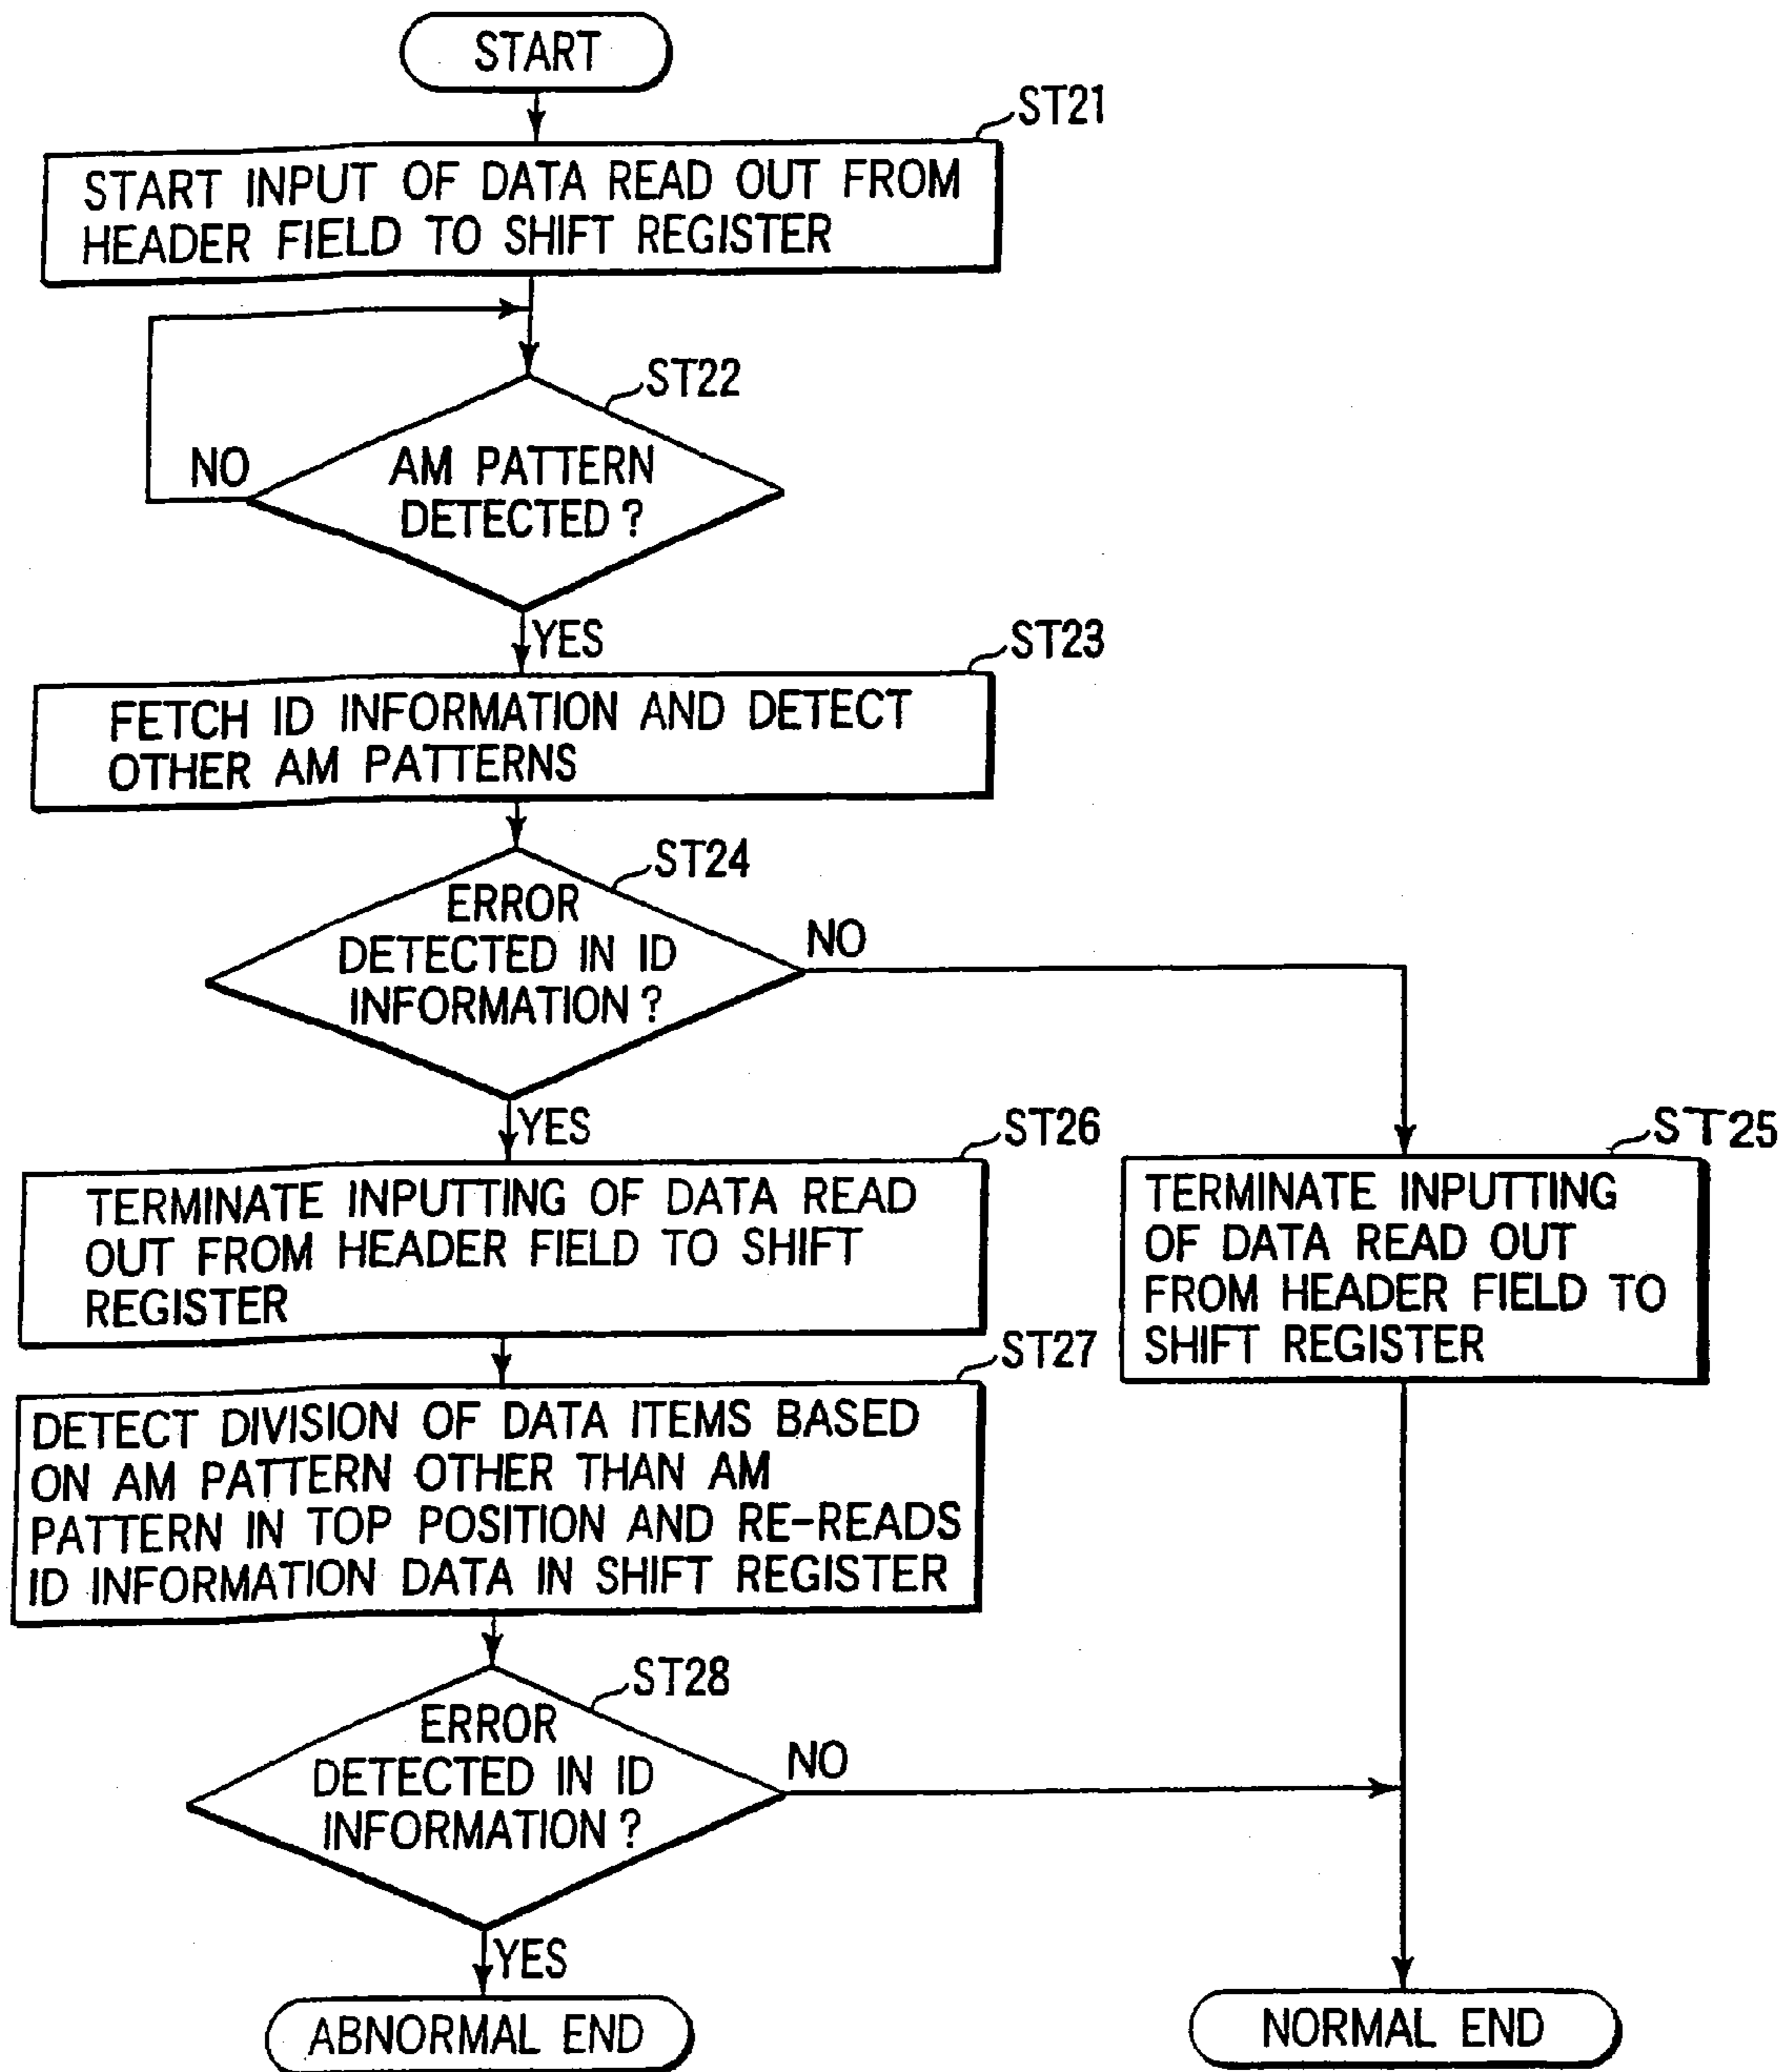 START
ST21
START INPUT OF DATA READ OUT FROM
HEADER FIELD TO SHIFT REGISTER
ST22
AM PATTERN
DETECTED?
NO
YES
ST23
FETCH ID INFORMATION AND DETECT
OTHER AM PATTERNS
ST24
ERROR
DETECTED IN ID
INFORMATION?
NO
YES
ST26
TERMINATE INPUTTING OF DATA READ
OUT FROM HEADER FIELD TO SHIFT
REGISTER
ST25
TERMINATE INPUTTING
OF DATA READ OUT
FROM HEADER FIELD TO
SHIFT REGISTER
ST27
DETECT DIVISION OF DATA ITEMS BASED
ON AM PATTERN OTHER THAN AM
PATTERN IN TOP POSITION AND RE-READS
ID INFORMATION DATA IN SHIFT REGISTER
ST28
ERROR
DETECTED IN ID
INFORMATION?
NO
YES
ABNORMAL END
NORMAL END